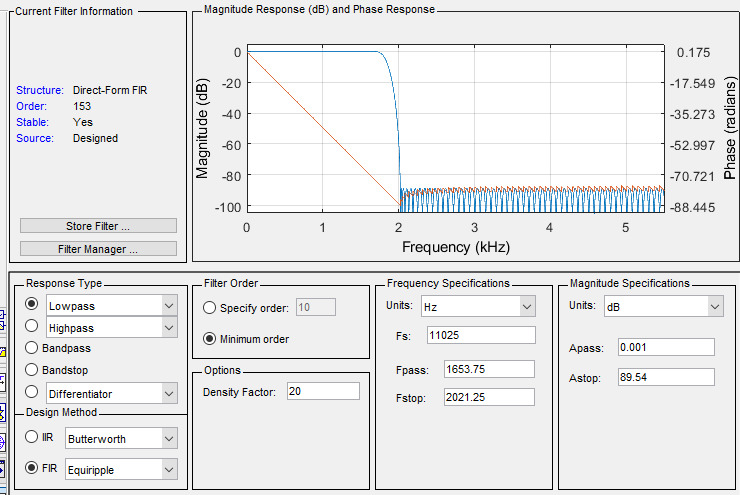 Current Filter Information
Structure: Direct-Form FIR
Order: 153
Stable: Yes
Source: Designed
Store Filter ...
Filter Manager ...
Magnitude Response (dB) and Phase Response
Magnitude (dB)
0
-20
-40
-60
-80
-100
0 1 2 3 4 5
Frequency (kHz)
0.175
-17.549
-35.273
-52.997
-70.721
-88.445
Phase (radians)
Response Type
Lowpass
Highpass
Bandpass
Bandstop
Differentiator
Design Method
IIR Butterworth
FIR Equiripple
Filter Order
Specify order: 10
Minimum order
Options
Density Factor: 20
Frequency Specifications
Units: Hz
Fs: 11025
Fpass: 1653.75
Fstop: 2021.25
Magnitude Specifications
Units: dB
Apass: 0.001
Astop: 89.54